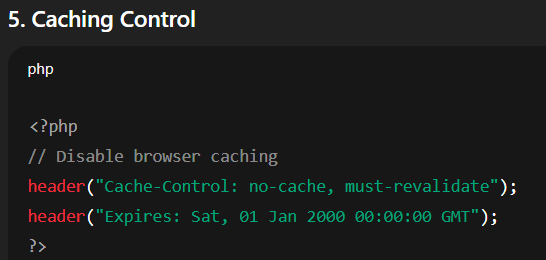 5. Caching Control
php
<?php
// Disable browser caching
header("Cache-Control: no-cache, must-revalidate");
header("Expires: Sat, 01 Jan 2000 00:00:00 GMT");
?>